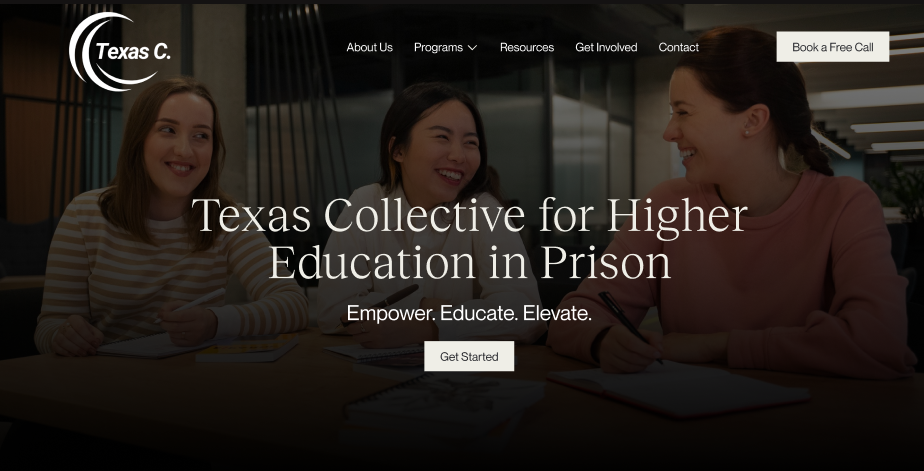 Texas C.
About Us
Programs
Resources
Get Involved
Contact
Book a Free Call
Texas Collective for Higher
Education in Prison
Empower. Educate. Elevate.
Get Started